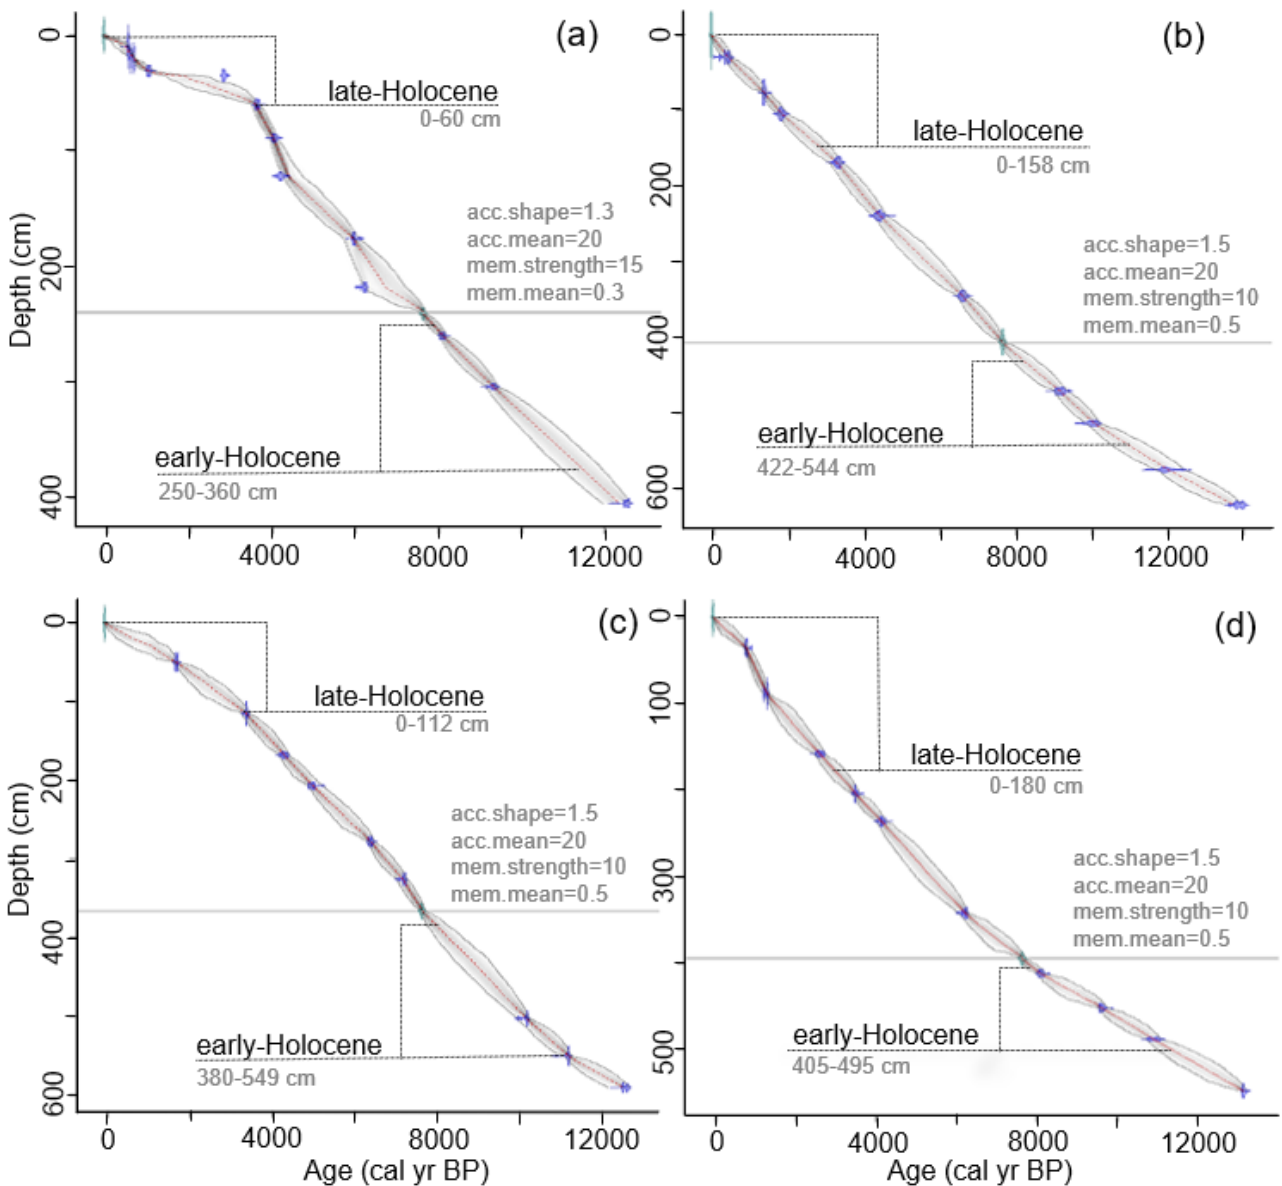 (a)
0
200
400
Depth (cm)
late-Holocene
0-60 cm
acc.shape=1.3
acc.mean=20
mem.strength=15
mem.mean=0.3
early-Holocene
250-360 cm
0
4000
8000
12000
(b)
0
200
400
600
late-Holocene
0-158 cm
acc.shape=1.5
acc.mean=20
mem.strength=10
mem.mean=0.5
early-Holocene
422-544 cm
0
4000
8000
12000
(c)
0
200
400
600
Depth (cm)
late-Holocene
0-112 cm
acc.shape=1.5
acc.mean=20
mem.strength=10
mem.mean=0.5
early-Holocene
380-549 cm
0
4000
8000
12000
Age (cal yr BP)
(d)
0
100
300
500
late-Holocene
0-180 cm
acc.shape=1.5
acc.mean=20
mem.strength=10
mem.mean=0.5
early-Holocene
405-495 cm
0
4000
8000
12000
Age (cal yr BP)